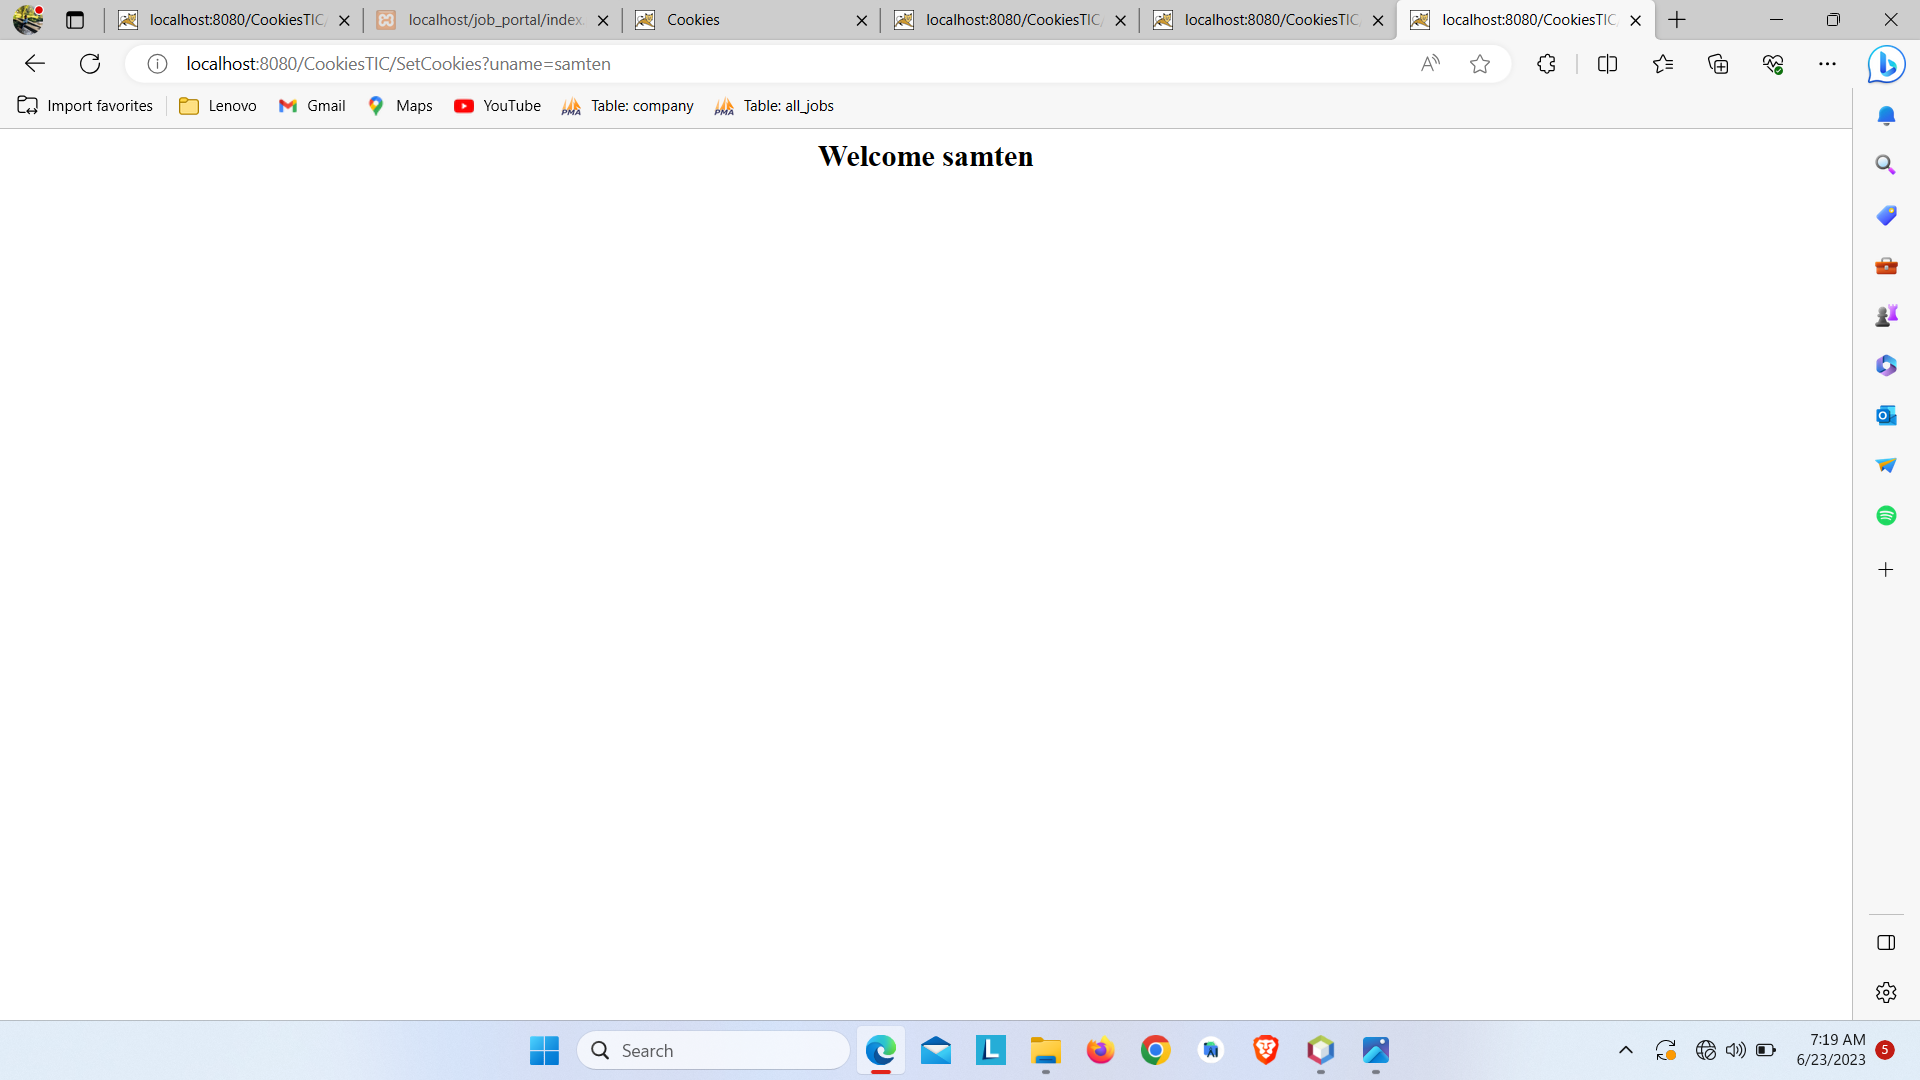 localhost:8080/CookiesTIC/
localhost/job_portal/index.
Cookies
localhost:8080/CookiesTIC/
localhost:8080/CookiesTIC/
localhost:8080/CookiesTIC/
localhost:8080/CookiesTIC/SetCookies?uname=samten
Import favorites
Lenovo
Gmail
Maps
YouTube
PMA
Table: company
PMA
Table: all_jobs
Welcome samten
Search
7:19 AM
6/23/2023
5